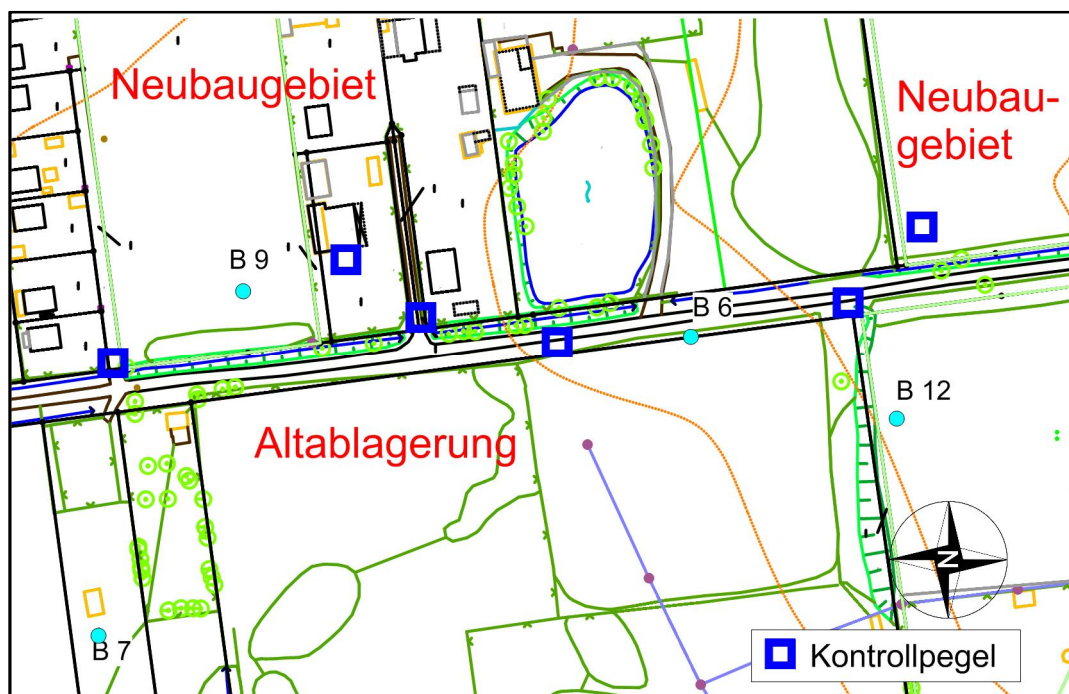 Neubaugebiet
Neubau-
gebiet
B 9
B 6
B 12
Altablagerung
B 7
N
Kontrollpegel